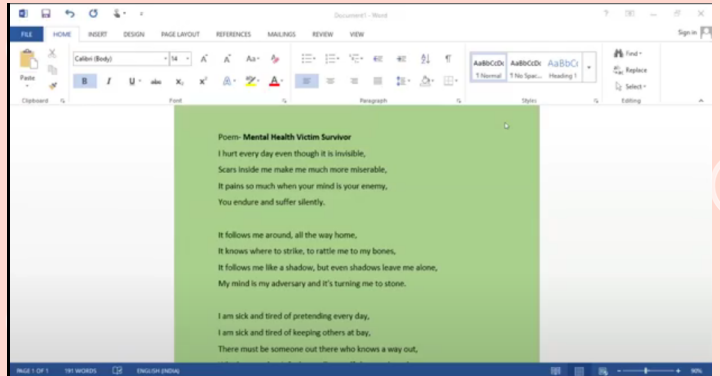 Document1 - Word
Sign in
FILE HOME INSERT DESIGN PAGE LAYOUT REFERENCES MAILINGS REVIEW VIEW
Paste
Calibri (Body) 14
AaBbCcDc AaBbCcDc AaBbCc
¶ Normal ¶ No Spac... Heading 1
Find
Replace
Select
Clipboard Font Paragraph Styles Editing
Poem- Mental Health Victim Survivor
I hurt every day even though it is invisible,
Scars inside me make me much more miserable,
It pains so much when your mind is your enemy,
You endure and suffer silently.
It follows me around, all the way home,
It knows where to strike, to rattle me to my bones,
It follows me like a shadow, but even shadows leave me alone,
My mind is my adversary and it's turning me to stone.
I am sick and tired of pretending every day,
I am sick and tired of keeping others at bay,
There must be someone out there who knows a way out,
PAGE 1 OF 1 191 WORDS ENGLISH (INDIA) 90%